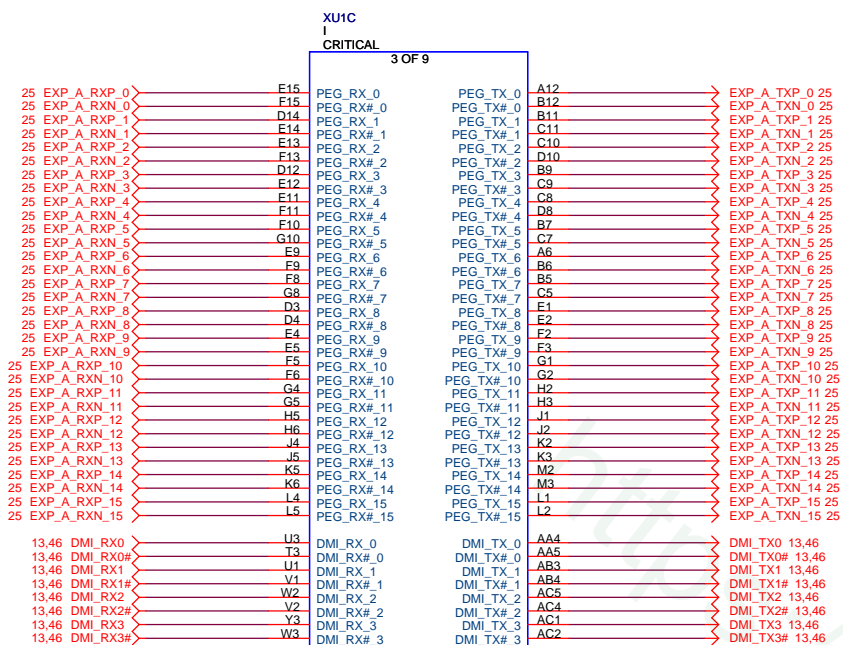 XU1C
I
CRITICAL
3 OF 9
25 EXP_A_RXP_0 E15 PEG_RX_0 PEG_TX_0 A12 EXP_A_TXP_0 25
25 EXP_A_RXN_0 F15 PEG_RX#_0 PEG_TX#_0 B12 EXP_A_TXN_0 25
25 EXP_A_RXP_1 D14 PEG_RX_1 PEG_TX_1 B11 EXP_A_TXP_1 25
25 EXP_A_RXN_1 E14 PEG_RX#_1 PEG_TX#_1 C11 EXP_A_TXN_1 25
25 EXP_A_RXP_2 E13 PEG_RX_2 PEG_TX_2 C10 EXP_A_TXP_2 25
25 EXP_A_RXN_2 F13 PEG_RX#_2 PEG_TX#_2 D10 EXP_A_TXN_2 25
25 EXP_A_RXP_3 D12 PEG_RX_3 PEG_TX_3 B9 EXP_A_TXP_3 25
25 EXP_A_RXN_3 E12 PEG_RX#_3 PEG_TX#_3 C9 EXP_A_TXN_3 25
25 EXP_A_RXP_4 E11 PEG_RX_4 PEG_TX_4 C8 EXP_A_TXP_4 25
25 EXP_A_RXN_4 F11 PEG_RX#_4 PEG_TX#_4 D8 EXP_A_TXN_4 25
25 EXP_A_RXP_5 F10 PEG_RX_5 PEG_TX_5 B7 EXP_A_TXP_5 25
25 EXP_A_RXN_5 G10 PEG_RX#_5 PEG_TX#_5 C7 EXP_A_TXN_5 25
25 EXP_A_RXP_6 E9 PEG_RX_6 PEG_TX_6 A6 EXP_A_TXP_6 25
25 EXP_A_RXN_6 F9 PEG_RX#_6 PEG_TX#_6 B6 EXP_A_TXN_6 25
25 EXP_A_RXP_7 F8 PEG_RX_7 PEG_TX_7 B5 EXP_A_TXP_7 25
25 EXP_A_RXN_7 G8 PEG_RX#_7 PEG_TX#_7 C5 EXP_A_TXN_7 25
25 EXP_A_RXP_8 D3 PEG_RX_8 PEG_TX_8 E1 EXP_A_TXP_8 25
25 EXP_A_RXN_8 D4 PEG_RX#_8 PEG_TX#_8 E2 EXP_A_TXN_8 25
25 EXP_A_RXP_9 E4 PEG_RX_9 PEG_TX_9 F2 EXP_A_TXP_9 25
25 EXP_A_RXN_9 E5 PEG_RX#_9 PEG_TX#_9 F3 EXP_A_TXN_9 25
25 EXP_A_RXP_10 F5 PEG_RX_10 PEG_TX_10 G1 EXP_A_TXP_10 25
25 EXP_A_RXN_10 F6 PEG_RX#_10 PEG_TX#_10 G2 EXP_A_TXN_10 25
25 EXP_A_RXP_11 G4 PEG_RX_11 PEG_TX_11 H2 EXP_A_TXP_11 25
25 EXP_A_RXN_11 G5 PEG_RX#_11 PEG_TX#_11 H3 EXP_A_TXN_11 25
25 EXP_A_RXP_12 H5 PEG_RX_12 PEG_TX_12 J1 EXP_A_TXP_12 25
25 EXP_A_RXN_12 H6 PEG_RX#_12 PEG_TX#_12 J2 EXP_A_TXN_12 25
25 EXP_A_RXP_13 J4 PEG_RX_13 PEG_TX_13 K2 EXP_A_TXP_13 25
25 EXP_A_RXN_13 J5 PEG_RX#_13 PEG_TX#_13 K3 EXP_A_TXN_13 25
25 EXP_A_RXP_14 K5 PEG_RX_14 PEG_TX_14 M2 EXP_A_TXP_14 25
25 EXP_A_RXN_14 K6 PEG_RX#_14 PEG_TX#_14 M3 EXP_A_TXN_14 25
25 EXP_A_RXP_15 L4 PEG_RX_15 PEG_TX_15 L1 EXP_A_TXP_15 25
25 EXP_A_RXN_15 L5 PEG_RX#_15 PEG_TX#_15 L2 EXP_A_TXN_15 25
13,46 DMI_RX0 U3 DMI_RX_0 DMI_TX_0 AA4 DMI_TX0 13,46
13,46 DMI_RX0# T3 DMI_RX#_0 DMI_TX#_0 AA5 DMI_TX0# 13,46
13,46 DMI_RX1 U1 DMI_RX_1 DMI_TX_1 AB3 DMI_TX1 13,46
13,46 DMI_RX1# V1 DMI_RX#_1 DMI_TX#_1 AB4 DMI_TX1# 13,46
13,46 DMI_RX2 W2 DMI_RX_2 DMI_TX_2 AC5 DMI_TX2 13,46
13,46 DMI_RX2# V2 DMI_RX#_2 DMI_TX#_2 AC4 DMI_TX2# 13,46
13,46 DMI_RX3 Y3 DMI_RX_3 DMI_TX_3 AC1 DMI_TX3 13,46
13,46 DMI_RX3# W3 DMI_RX#_3 DMI_TX#_3 AC2 DMI_TX3# 13,46
http